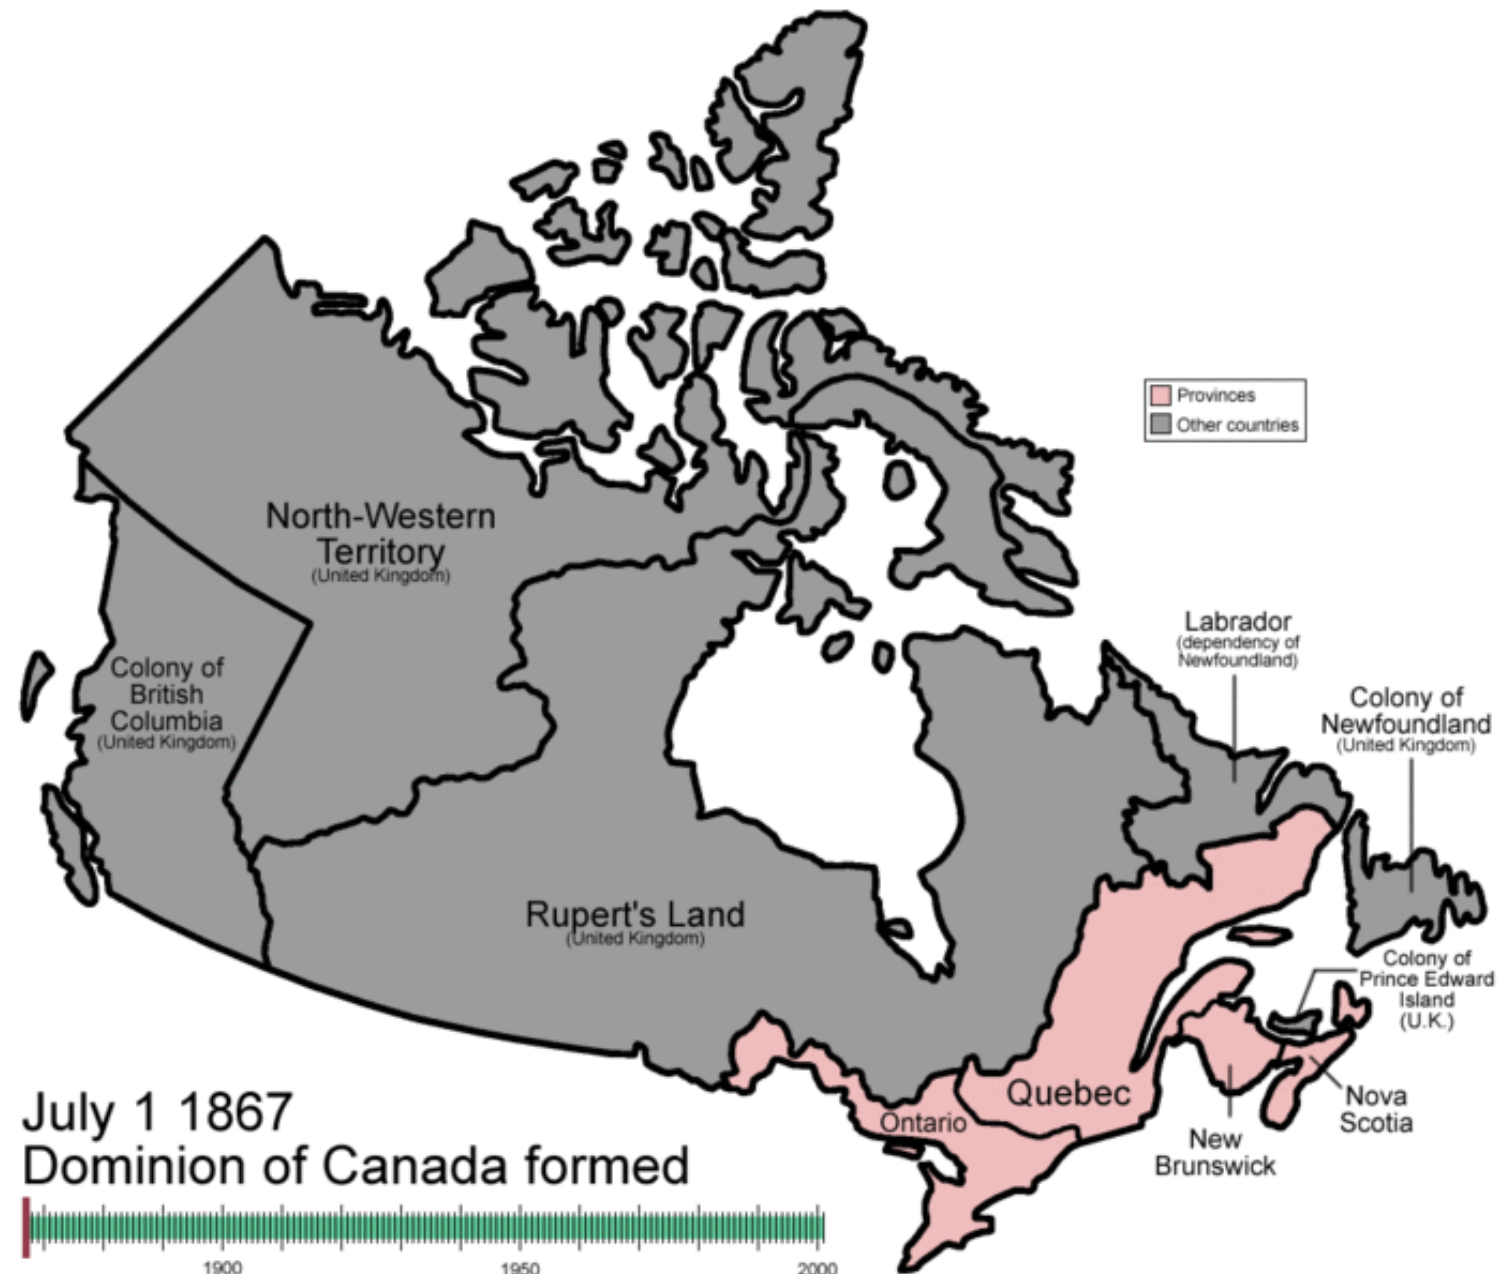 Provinces
Other countries
North-Western
Territory
(United Kingdom)
Labrador
(dependency of
Newfoundland)
Colony of
British
Columbia
(United Kingdom)
Colony of
Newfoundland
(United Kingdom)
Rupert's Land
(United Kingdom)
Colony of
Prince Edward
Island
(U.K.)
Quebec
Ontario
Nova
Scotia
New
Brunswick
July 1 1867
Dominion of Canada formed
1900
1950
2000